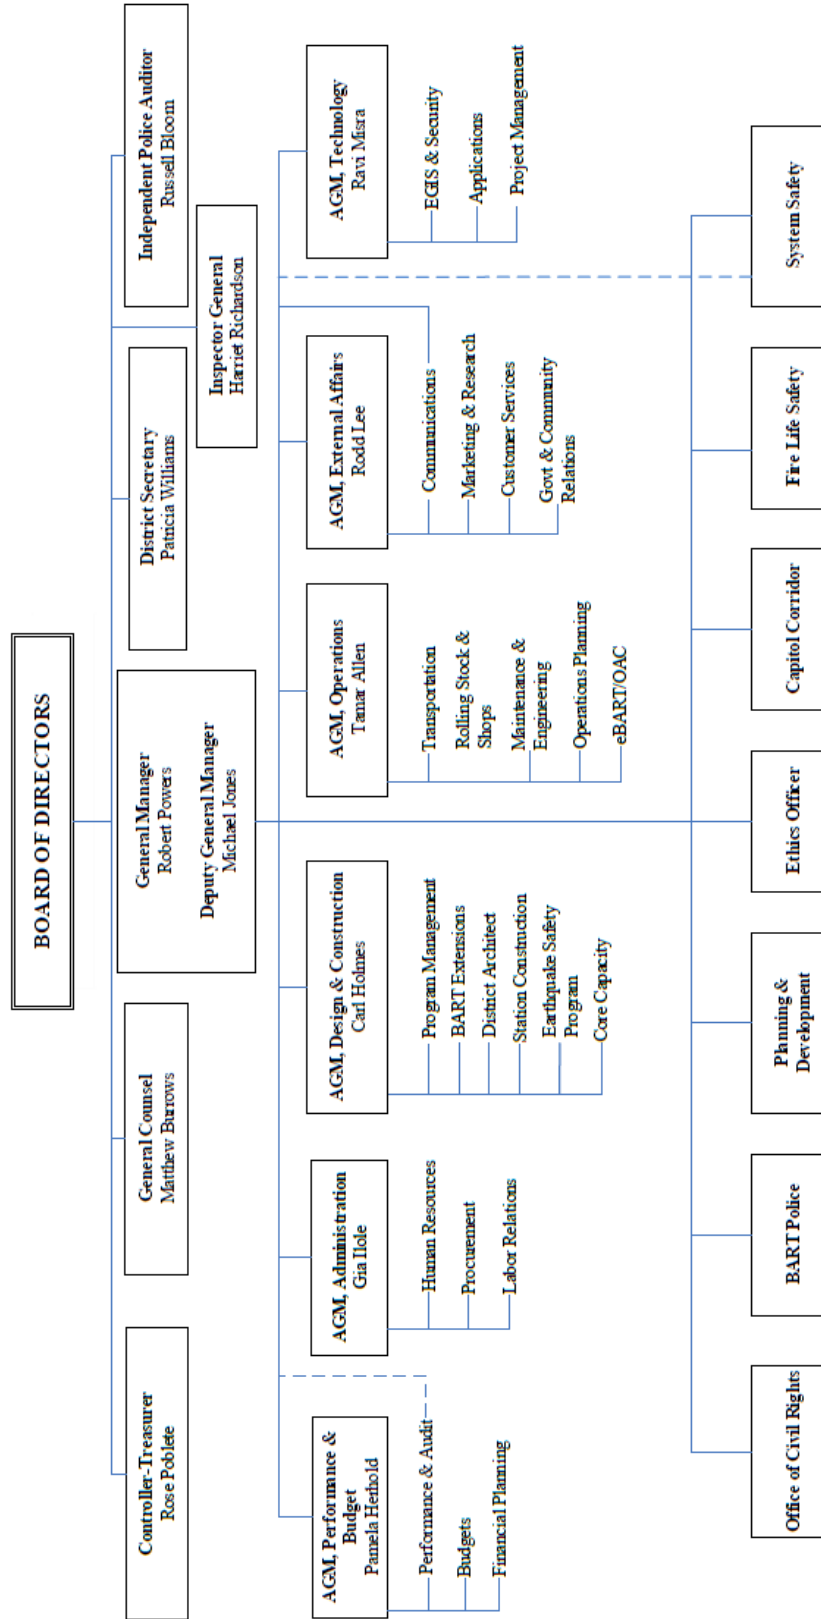 BOARD OF DIRECTORS
Controller-Treasurer
Rose Poblete
General Counsel
Matthew Burrows
General Manager
Robert Powers
Deputy General Manager
Michael Jones
District Secretary
Patricia Williams
Independent Police Auditor
Russell Bloom
Inspector General
Harriet Richardson
AGM, Performance &
Budget
Pamela Herhold
Performance & Audit
Budgets
Financial Planning
AGM, Administration
Gia Ilole
Human Resources
Procurement
Labor Relations
AGM, Design & Construction
Carl Holmes
Program Management
BART Extensions
District Architect
Station Construction
Earthquake Safety
Program
Core Capacity
AGM, Operations
Tamar Allen
Transportation
Rolling Stock &
Shops
Maintenance &
Engineering
Operations Planning
eBART/OAC
AGM, External Affairs
Rodd Lee
Communications
Marketing & Research
Customer Services
Govt & Community
Relations
AGM, Technology
Ravi Misra
EGIS & Security
Applications
Project Management
Office of Civil Rights
BART Police
Planning &
Development
Ethics Officer
Capitol Corridor
Fire Life Safety
System Safety